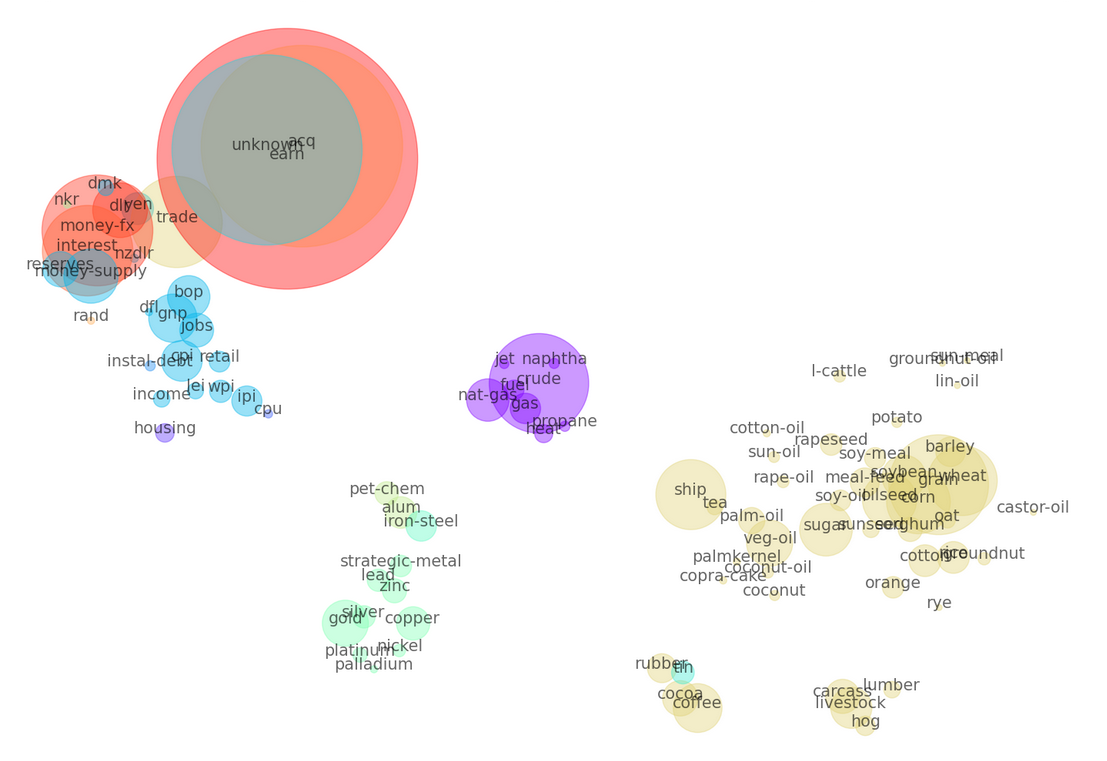 acq
unknown
earn
dmk
nkr
dlr
yen
trade
money-fx
interest
nzdlr
reserves
money-supply
bop
dfl
gnp
rand
jobs
cpi
retail
instal-debt
lei
wpi
income
ipi
cpu
housing
jet
naphtha
crude
fuel
nat-gas
gas
propane
heat
groundnut-oil
sun-meal
l-cattle
lin-oil
potato
cotton-oil
rapeseed
barley
sun-oil
soy-meal
soybean
rape-oil
meal-feed
grain
wheat
pet-chem
ship
tea
soy-oil
oilseed
corn
castor-oil
alum
iron-steel
palm-oil
sugar
sunseed
sorghum
oat
veg-oil
palmkernel
cotton
rice
groundnut
strategic-metal
coconut-oil
lead
copra-cake
zinc
orange
coconut
rye
silver
gold
copper
nickel
platinum
palladium
rubber
tin
cocoa
coffee
carcass
lumber
livestock
hog